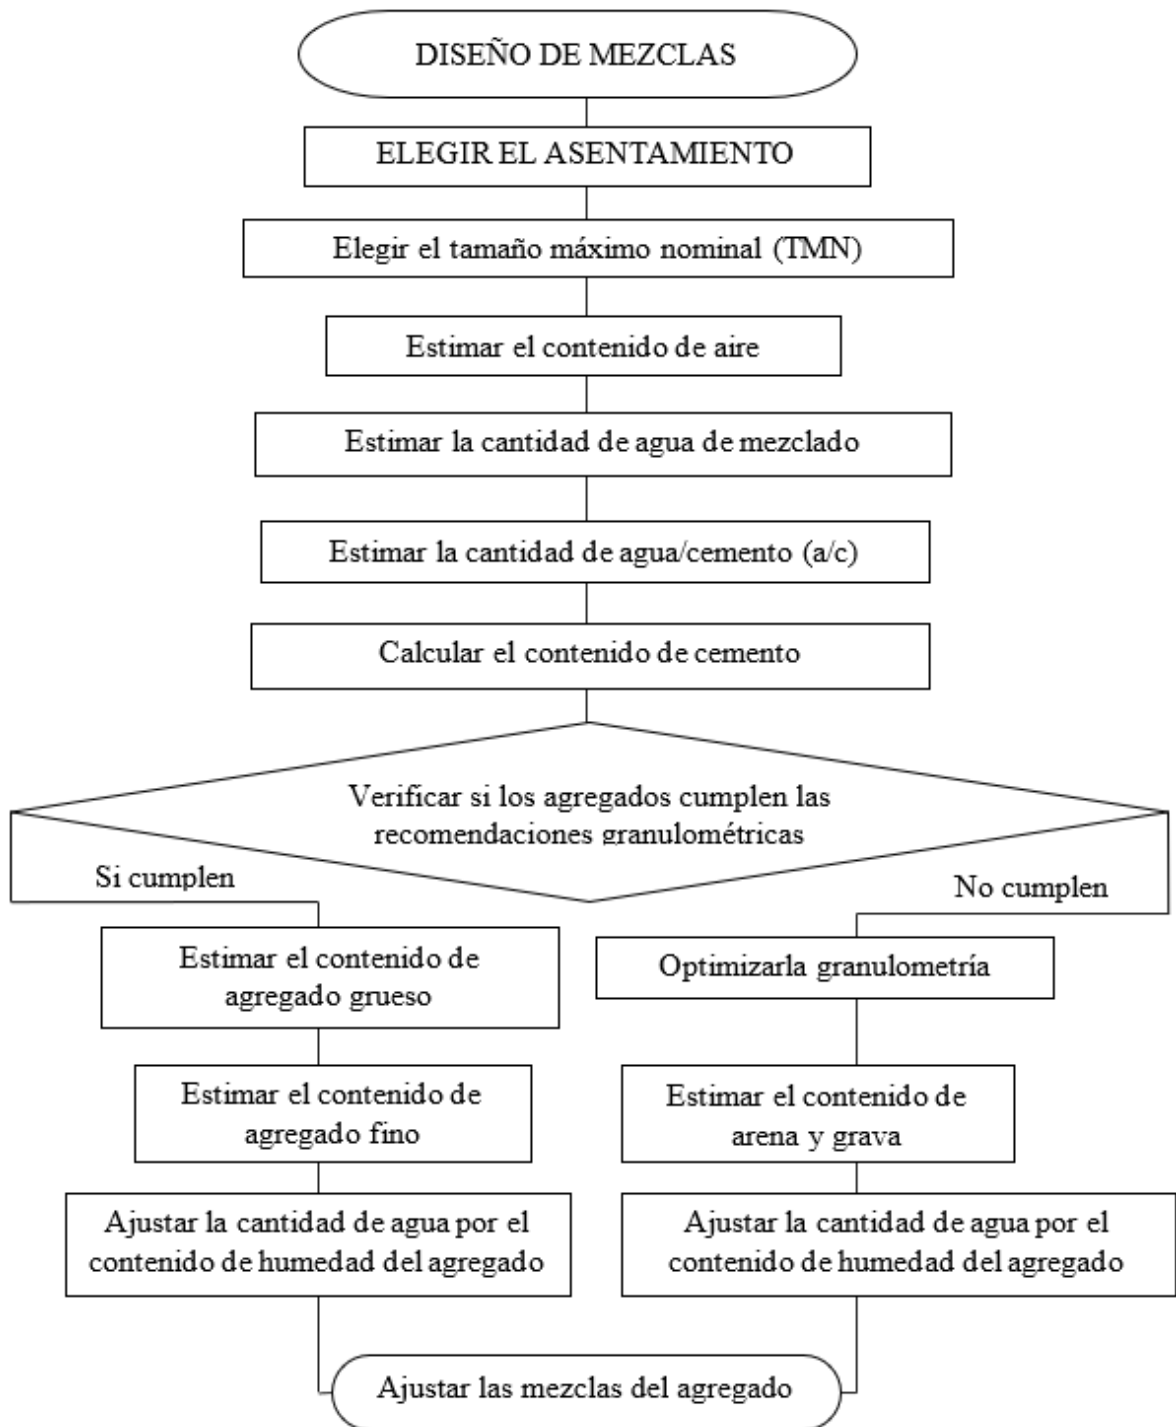 DISEÑO DE MEZCLAS
ELEGIR EL ASENTAMIENTO
Elegir el tamaño máximo nominal (TMN)
Estimar el contenido de aire
Estimar la cantidad de agua de mezclado
Estimar la cantidad de agua/cemento (a/c)
Calcular el contenido de cemento
Verificar si los agregados cumplen las
recomendaciones granulométricas
Si cumplen
No cumplen
Estimar el contenido de
agregado grueso
Optimizarla granulometría
Estimar el contenido de
agregado fino
Estimar el contenido de
arena y grava
Ajustar la cantidad de agua por el
contenido de humedad del agregado
Ajustar la cantidad de agua por el
contenido de humedad del agregado
Ajustar las mezclas del agregado